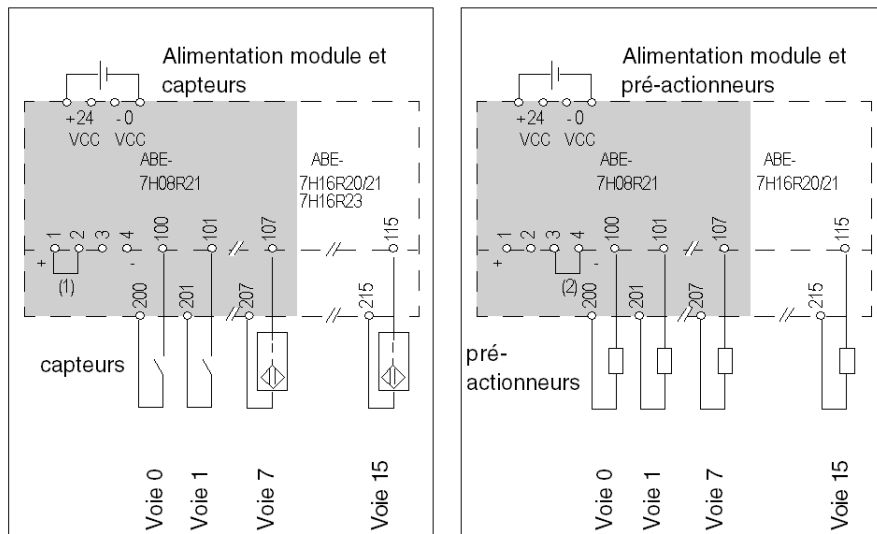 Alimentation module et
capteurs
+24 -0
VCC VCC
ABE-
7H08R21
ABE-
7H16R20/21
7H16R23
1 2 3 4 100 101 107 115
+ -
(1)
200 201 207 215
capteurs
Voie 0 Voie 1 Voie 7 Voie 15
Alimentation module et
pré-actionneurs
+24 -0
VCC VCC
ABE-
7H08R21
ABE-
7H16R20/21
1 2 3 4 100 101 107 115
+ -
(2)
200 201 207 215
pré-
actionneurs
Voie 0 Voie 1 Voie 7 Voie 15